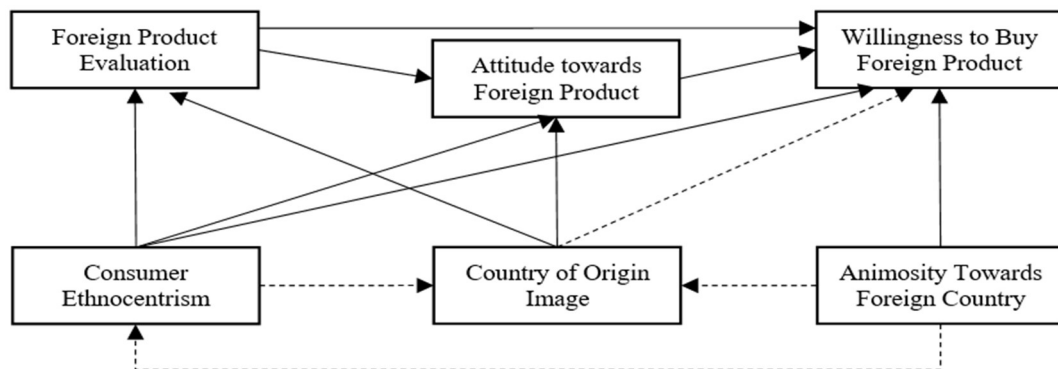 Foreign Product
Evaluation
Attitude towards
Foreign Product
Willingness to Buy
Foreign Product
Consumer
Ethnocentrism
Country of Origin
Image
Animosity Towards
Foreign Country